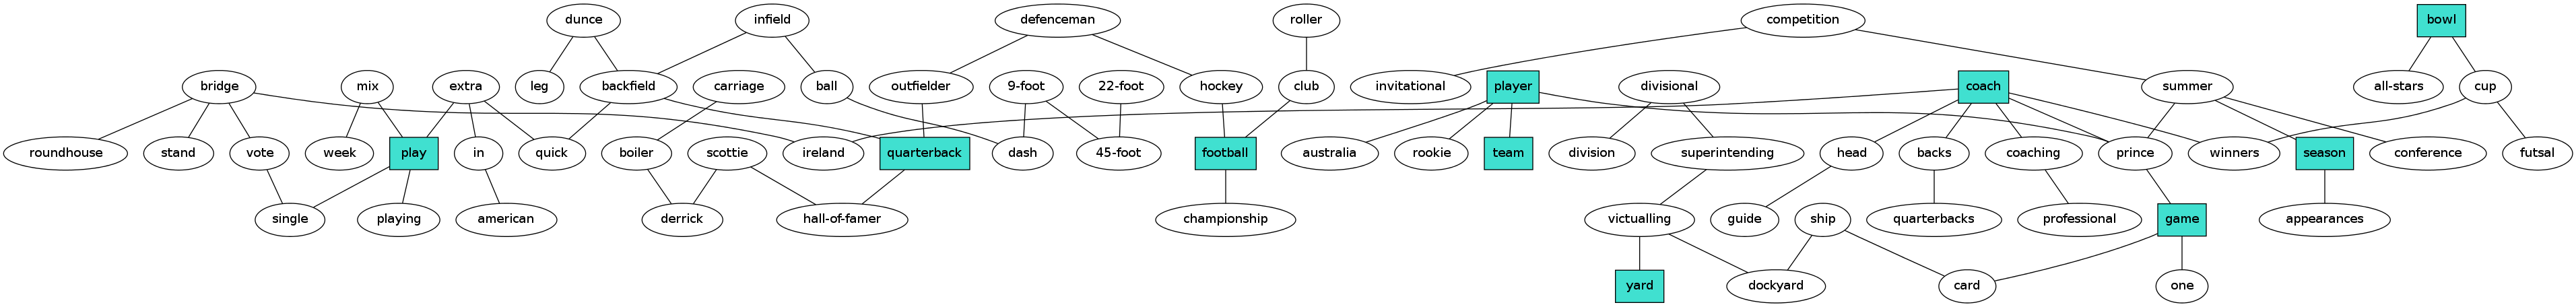 dunce
infield
defenceman
roller
competition
bowl
bridge
mix
extra
leg
backfield
carriage
ball
outfielder
9-foot
22-foot
hockey
club
invitational
player
divisional
coach
summer
all-stars
cup
roundhouse
stand
vote
week
play
in
quick
boiler
scottie
ireland
quarterback
dash
45-foot
football
australia
rookie
team
division
superintending
head
backs
coaching
prince
winners
season
conference
futsal
single
playing
american
derrick
hall-of-famer
championship
victualling
guide
ship
quarterbacks
professional
game
appearances
yard
dockyard
card
one